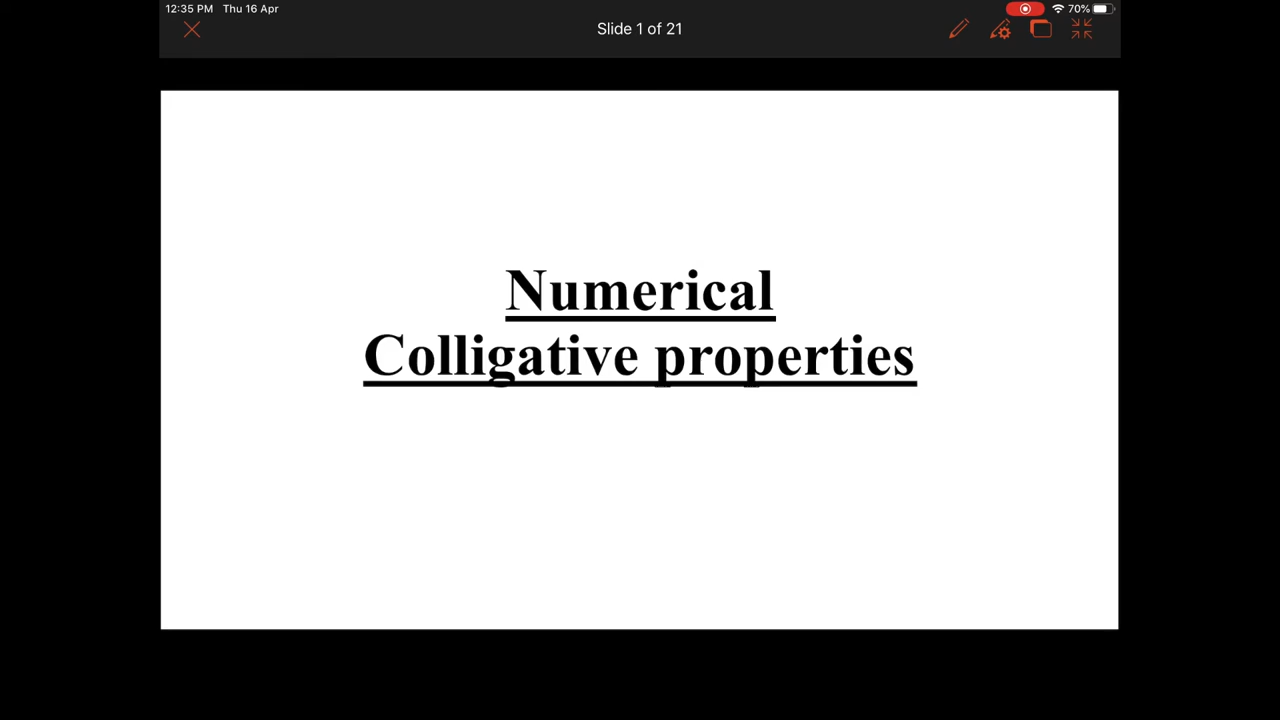 12:35 PM Thu 16 Apr
70%
Slide 1 of 21
Numerical
Colligative properties